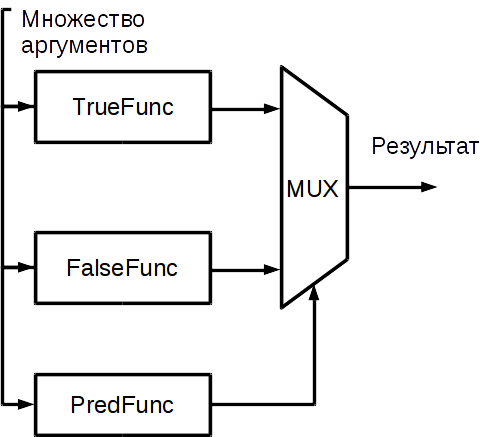 Множество
аргументов
TrueFunc
Результат
MUX
FalseFunc
PredFunc